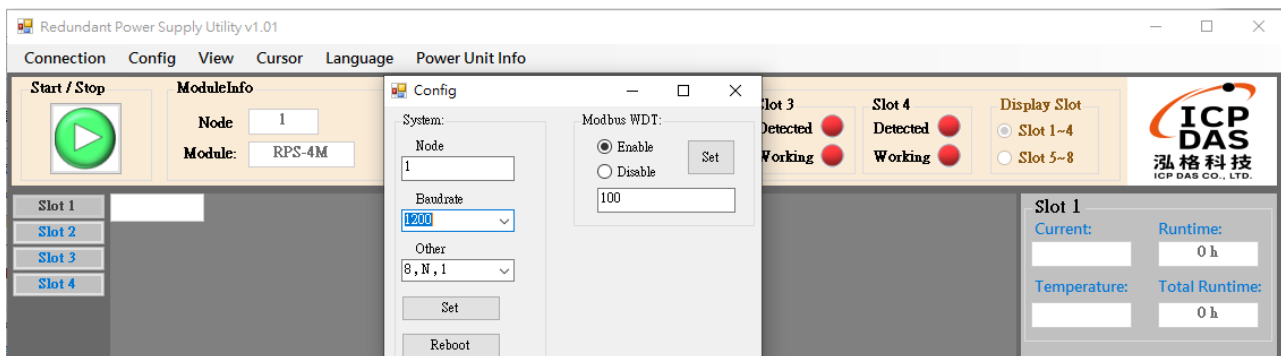 Redundant Power Supply Utility v1.01
Connection Config View Cursor Language Power Unit Info
Start / Stop
ModuleInfo
Node 1
Module: RPS-4M
Config
System:
Node
1
Baudrate
1200
Other
8,N,1
Set
Reboot
Modbus WDT:
Enable
Disable
Set
100
Slot 3
Detected
Working
Slot 4
Detected
Working
Display Slot
Slot 1~4
Slot 5~8
ICP
DAS
泓格科技
ICP DAS CO., LTD.
Slot 1
Slot 2
Slot 3
Slot 4
Slot 1
Current: Runtime:
0 h
Temperature: Total Runtime:
0 h